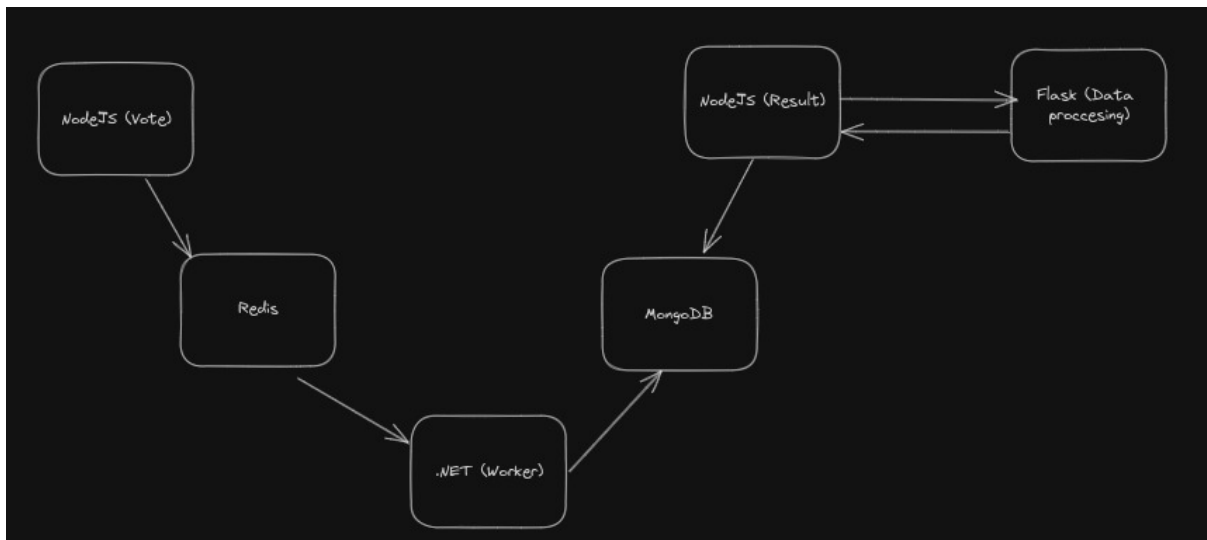 NodeJS (Vote)
NodeJS (Result)
Flask (Data
proccesing)
Redis
MongoDB
.NET (Worker)